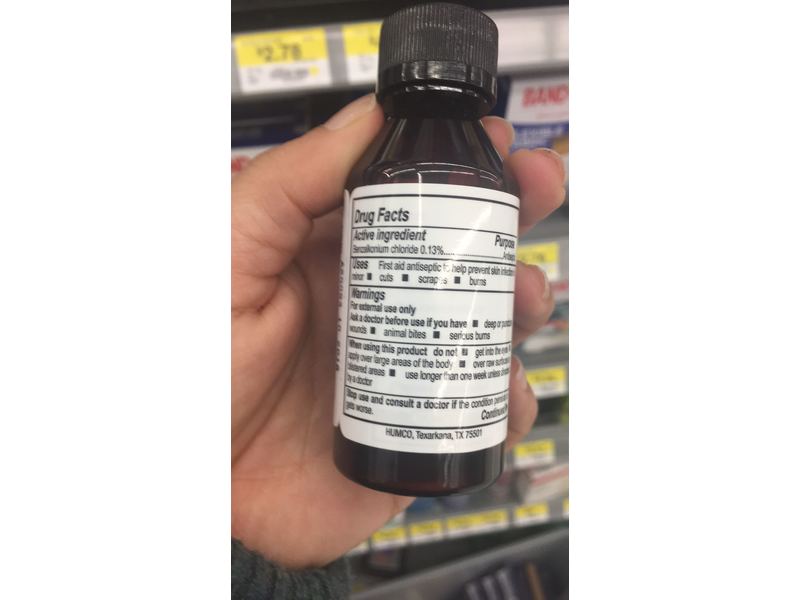 $2.78
BAND
Drug Facts
Active ingredient Purpose
Benzalkonium chloride 0.13%................Antisep
Uses First aid antiseptic to help prevent skin infection
minor ■ cuts ■ scrapes ■ burns
Warnings
For external use only
Ask a doctor before use if you have ■ deep or punct
wounds ■ animal bites ■ serious burns
When using this product do not ■ get into the eyes
apply over large areas of the body ■ over raw surfaces
blistered areas ■ use longer than one week unless directed
by a doctor
Stop use and consult a doctor if the condition persists
gets worse.
Continued
HUMCO, Texarkana, TX 75501